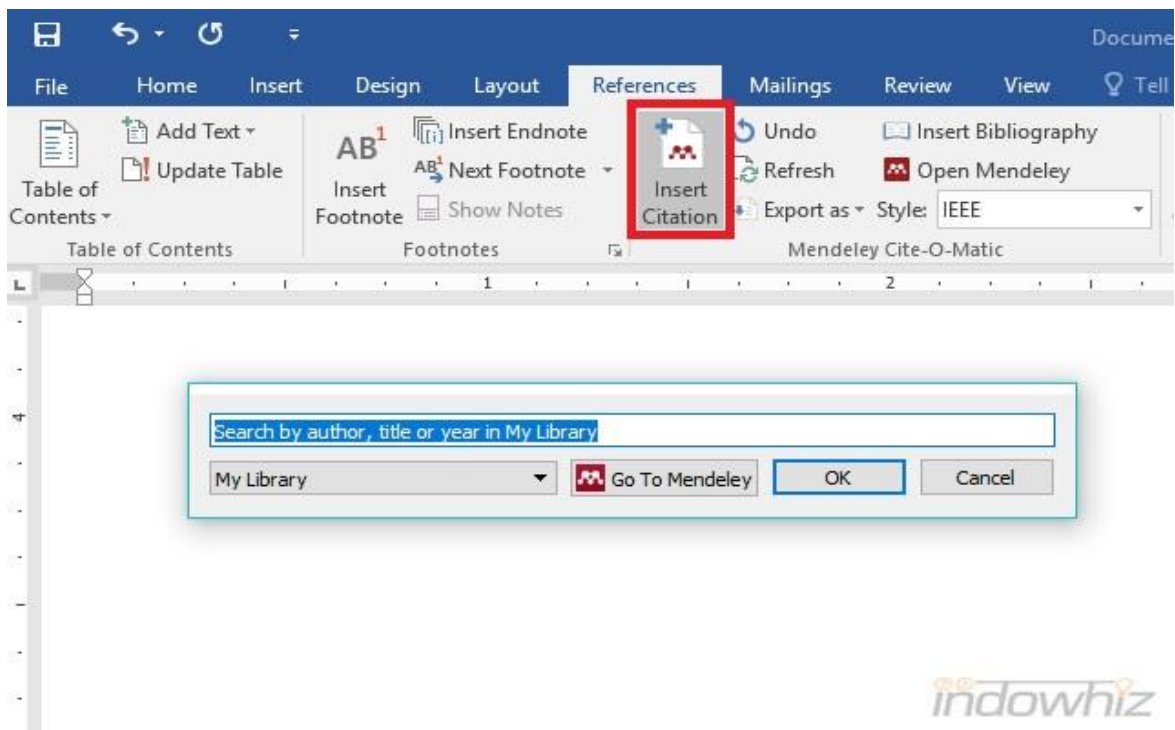 Docume
File Home Insert Design Layout References Mailings Review View Tell
Table of Contents
Add Text
Update Table
Table of Contents
AB1
Insert Footnote
Insert Endnote
AB1 Next Footnote
Show Notes
Footnotes
Insert Citation
Undo
Refresh
Export as
Insert Bibliography
Open Mendeley
Style: IEEE
Mendeley Cite-O-Matic
L 1 2
4
Search by author, title or year in My Library
My Library Go To Mendeley OK Cancel
indowhiz